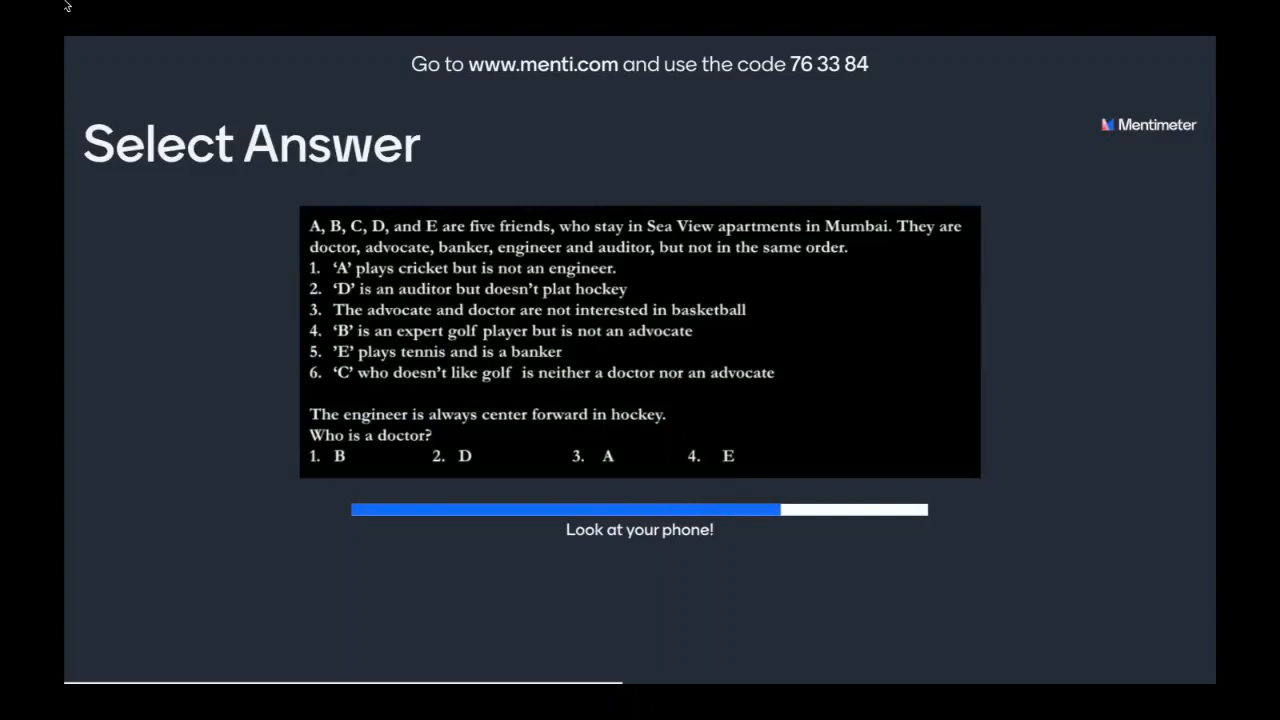 Go to www.menti.com and use the code 76 33 84
Mentimeter
Select Answer
A, B, C, D, and E are five friends, who stay in Sea View apartments in Mumbai. They are
doctor, advocate, banker, engineer and auditor, but not in the same order.
1. ‘A’ plays cricket but is not an engineer.
2. ‘D’ is an auditor but doesn’t plat hockey
3. The advocate and doctor are not interested in basketball
4. ‘B’ is an expert golf player but is not an advocate
5. ’E’ plays tennis and is a banker
6. ‘C’ who doesn’t like golf is neither a doctor nor an advocate
The engineer is always center forward in hockey.
Who is a doctor?
1. B 2. D 3. A 4. E
Look at your phone!